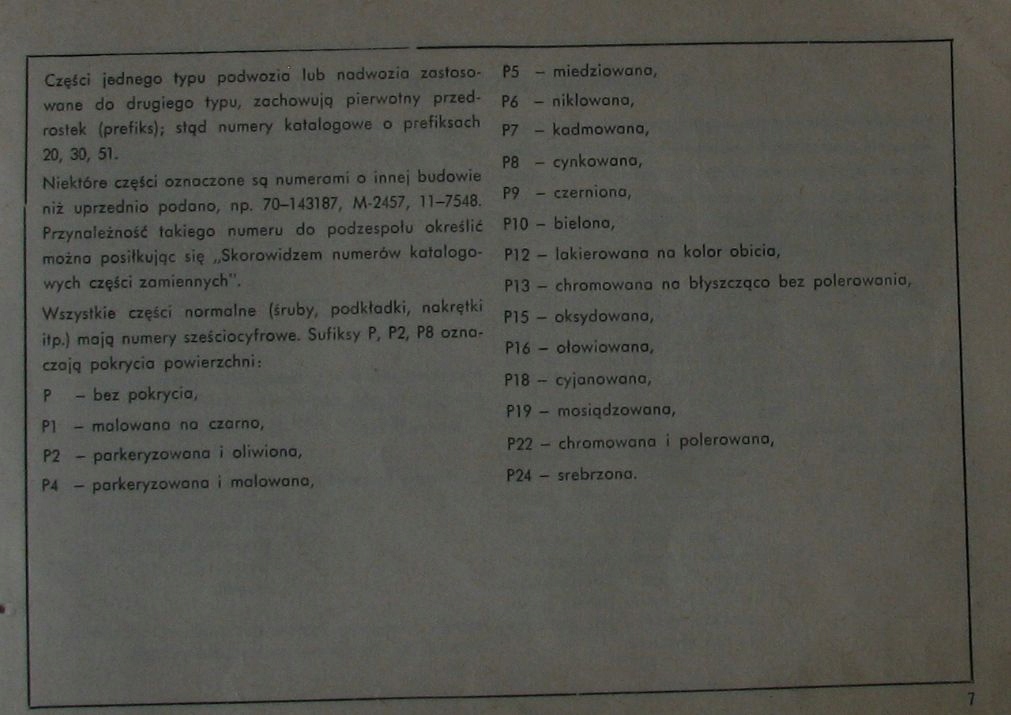 Części jednego typu podwozia lub nadwozia zastoso-
wane do drugiego typu, zachowują pierwotny przed-
rostek (prefiks); stąd numery katalogowe o prefiksach
20, 30, 51.
Niektóre części oznaczone są numerami o innej budowie
niż uprzednio podano, np. 70–143187, M-2457, 11–7548.
Przynależność takiego numeru do podzespołu określić
można posiłkując się „Skorowidzem numerów katalogo-
wych części zamiennych".
Wszystkie części normalne (śruby, podkładki, nakrętki
itp.) mają numery sześciocyfrowe. Sufiksy P, P2, P8 ozna-
czają pokrycia powierzchni:
P – bez pokrycia,
P1 – malowana na czarno,
P2 – parkeryzowana i oliwiona,
P4 – parkeryzowana i malowana,
P5 – miedziowana,
P6 – niklowana,
P7 – kadmowana,
P8 – cynkowana,
P9 – czerniona,
P10 – bielona,
P12 – lakierowana na kolor obicia,
P13 – chromowana na błyszcząco bez polerowania,
P15 – oksydowana,
P16 – ołowiowana,
P18 – cyjanowana,
P19 – mosiądzowana,
P22 – chromowana i polerowana,
P24 – srebrzona.
7